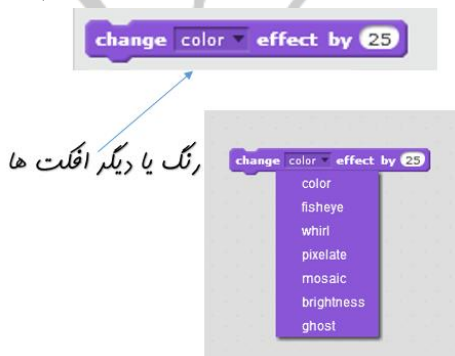 change color effect by 25
رنگ یا دیگر افکت ها
change color effect by 25
color
fisheye
whirl
pixelate
mosaic
brightness
ghost